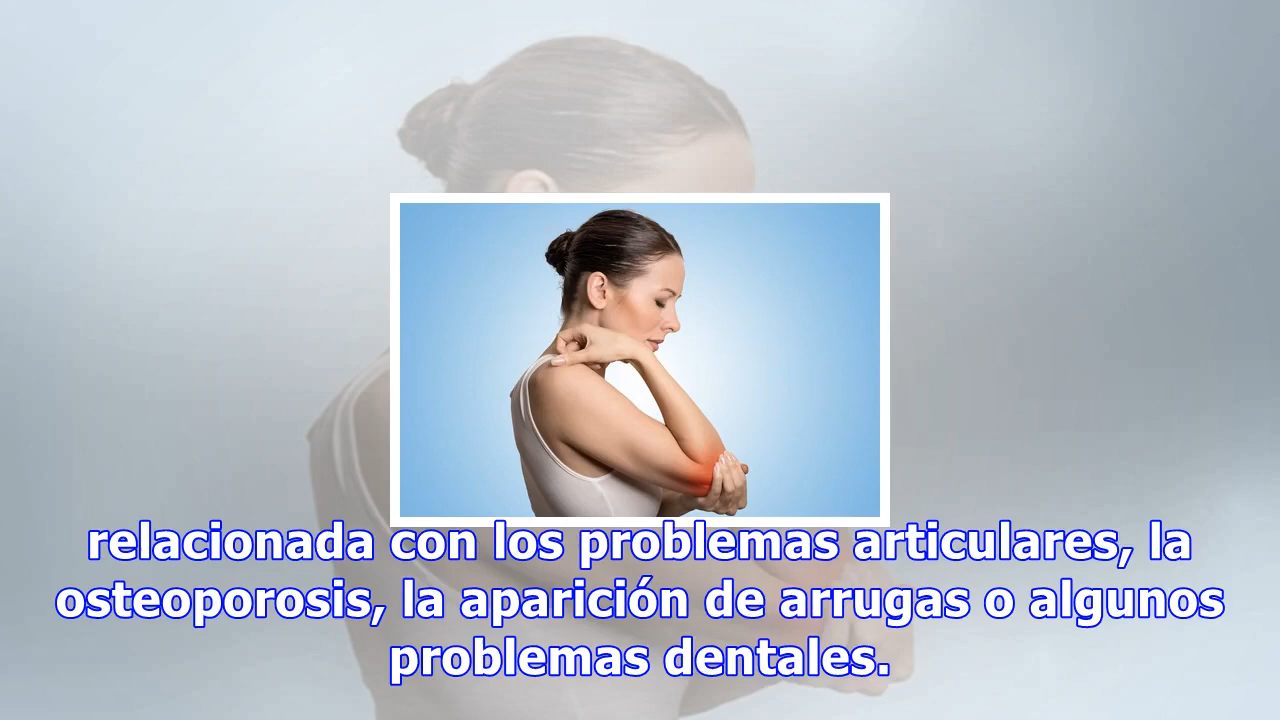 relacionada con los problemas articulares, la
osteoporosis, la aparición de arrugas o algunos
problemas dentales.